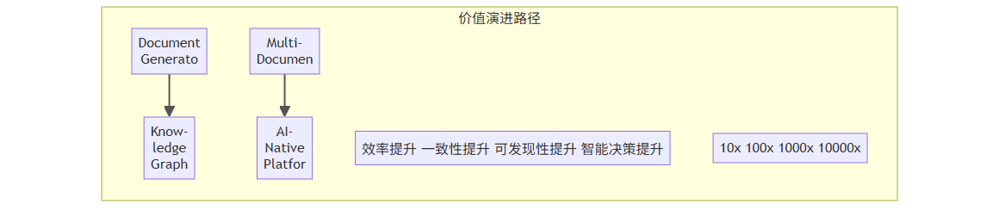 价值演进路径
Document
Generato
Multi-
Documen
Know-
ledge
Graph
AI-
Native
Platfor
效率提升 一致性提升 可发现性提升 智能决策提升
10x 100x 1000x 10000x